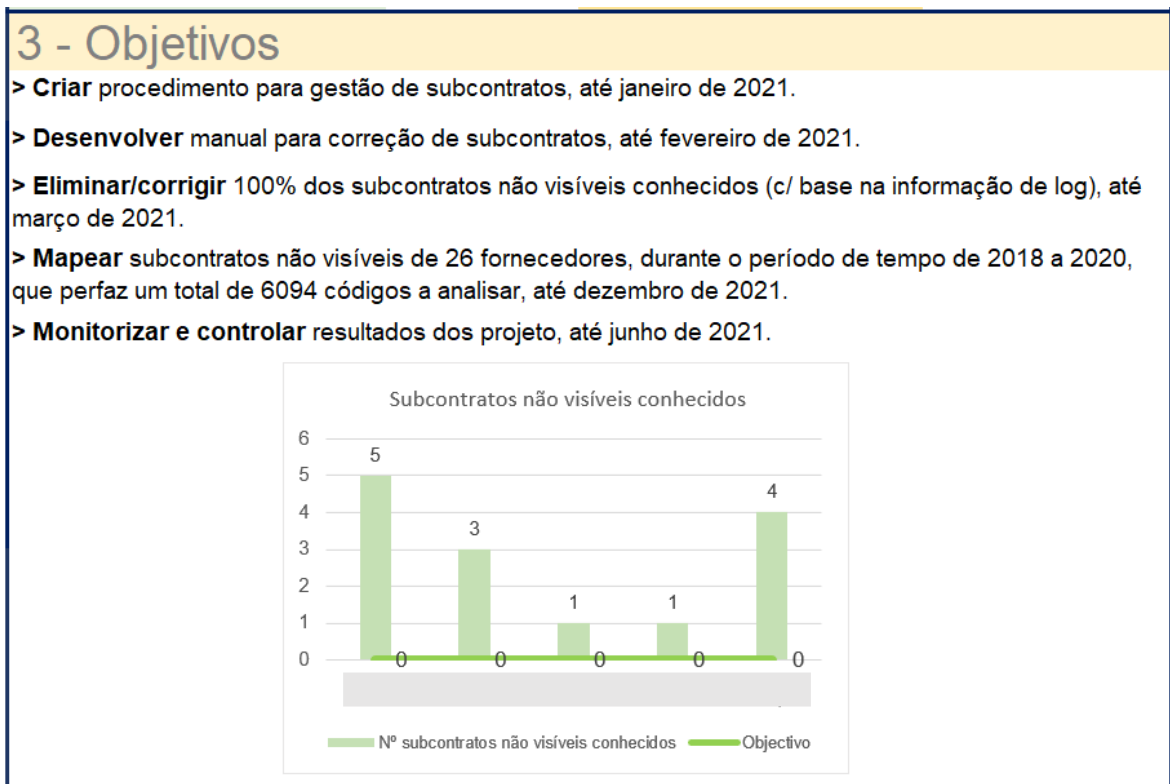 3 - Objetivos
> Criar procedimento para gestão de subcontratos, até janeiro de 2021.
> Desenvolver manual para correção de subcontratos, até fevereiro de 2021.
> Eliminar/corrigir 100% dos subcontratos não visíveis conhecidos (c/ base na informação de log), até
março de 2021.
> Mapear subcontratos não visíveis de 26 fornecedores, durante o período de tempo de 2018 a 2020,
que perfaz um total de 6094 códigos a analisar, até dezembro de 2021.
> Monitorizar e controlar resultados dos projeto, até junho de 2021.
Subcontratos não visíveis conhecidos
6
5
5
4
4
3
3
2
1
1
1
0
0
0
0
0
0
Nº subcontratos não visíveis conhecidos
Objectivo